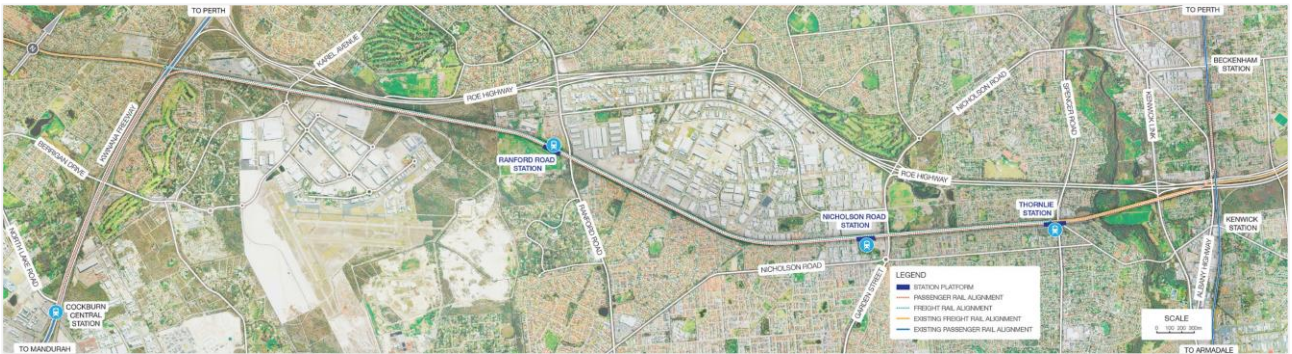 TO PERTH
TO PERTH
KAREL AVENUE
BECKENHAM
STATION
ROE HIGHWAY
NICHOLSON ROAD
SPENCER ROAD
KENWICK LINK
KWINANA FREEWAY
BERRIGAN DRIVE
RANFORD ROAD
STATION
ROE HIGHWAY
THORNLIE
STATION
NICHOLSON ROAD
STATION
KENWICK
STATION
RANFORD ROAD
NORTH LAKE ROAD
NICHOLSON ROAD
GARDEN STREET
ALBANY HIGHWAY
COCKBURN
CENTRAL
STATION
LEGEND
STATION PLATFORM
PASSENGER RAIL ALIGNMENT
FREIGHT RAIL ALIGNMENT
EXISTING FREIGHT RAIL ALIGNMENT
EXISTING PASSENGER RAIL ALIGNMENT
SCALE
0 100 200 300m
TO MANDURAH
TO ARMADALE